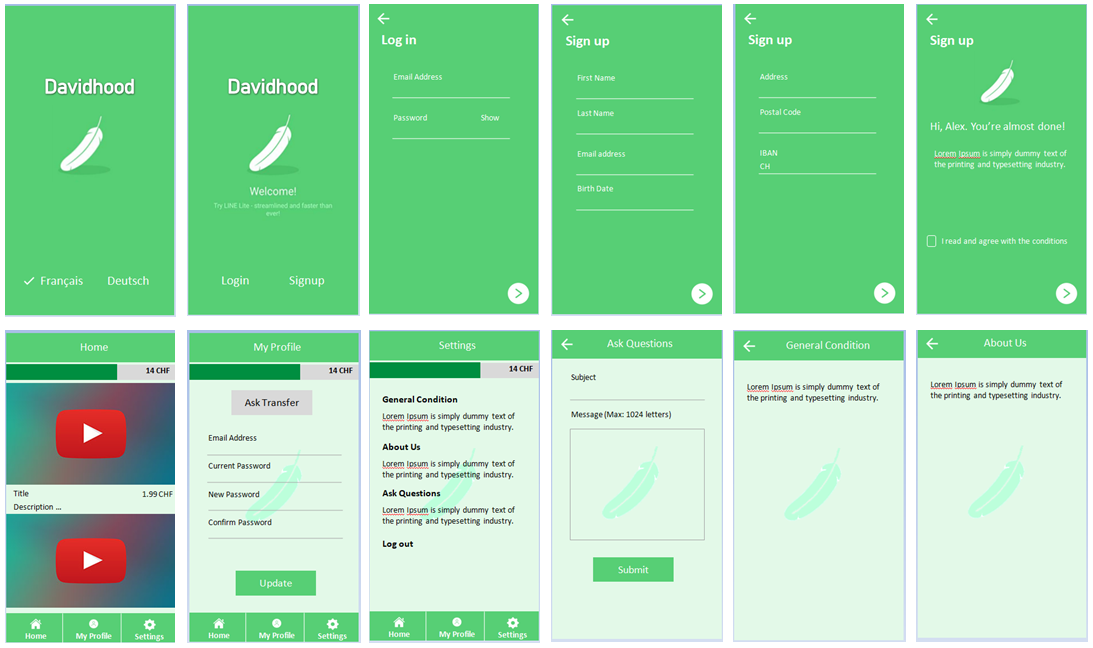 Davidhood
Français Deutsch
Davidhood
Welcome!
Try LINE Lite - streamlined and faster than
ever!
Login Signup
Log in
Email Address
Password Show
Sign up
First Name
Last Name
Email address
Birth Date
Sign up
Address
Postal Code
IBAN
CH
Sign up
Hi, Alex. You're almost done!
Lorem Ipsum is simply dummy text of
the printing and typesetting industry.
I read and agree with the conditions
Home
14 CHF
Title 1.99 CHF
Description ...
Home My Profile Settings
My Profile
14 CHF
Ask Transfer
Email Address
Current Password
New Password
Confirm Password
Update
Home My Profile Settings
Settings
14 CHF
General Condition
Lorem Ipsum is simply dummy text of
the printing and typesetting industry.
About Us
Lorem Ipsum is simply dummy text of
the printing and typesetting industry.
Ask Questions
Lorem Ipsum is simply dummy text of
the printing and typesetting industry.
Log out
Home My Profile Settings
Ask Questions
Subject
Message (Max: 1024 letters)
Submit
General Condition
Lorem Ipsum is simply dummy text of
the printing and typesetting industry.
About Us
Lorem Ipsum is simply dummy text of
the printing and typesetting industry.